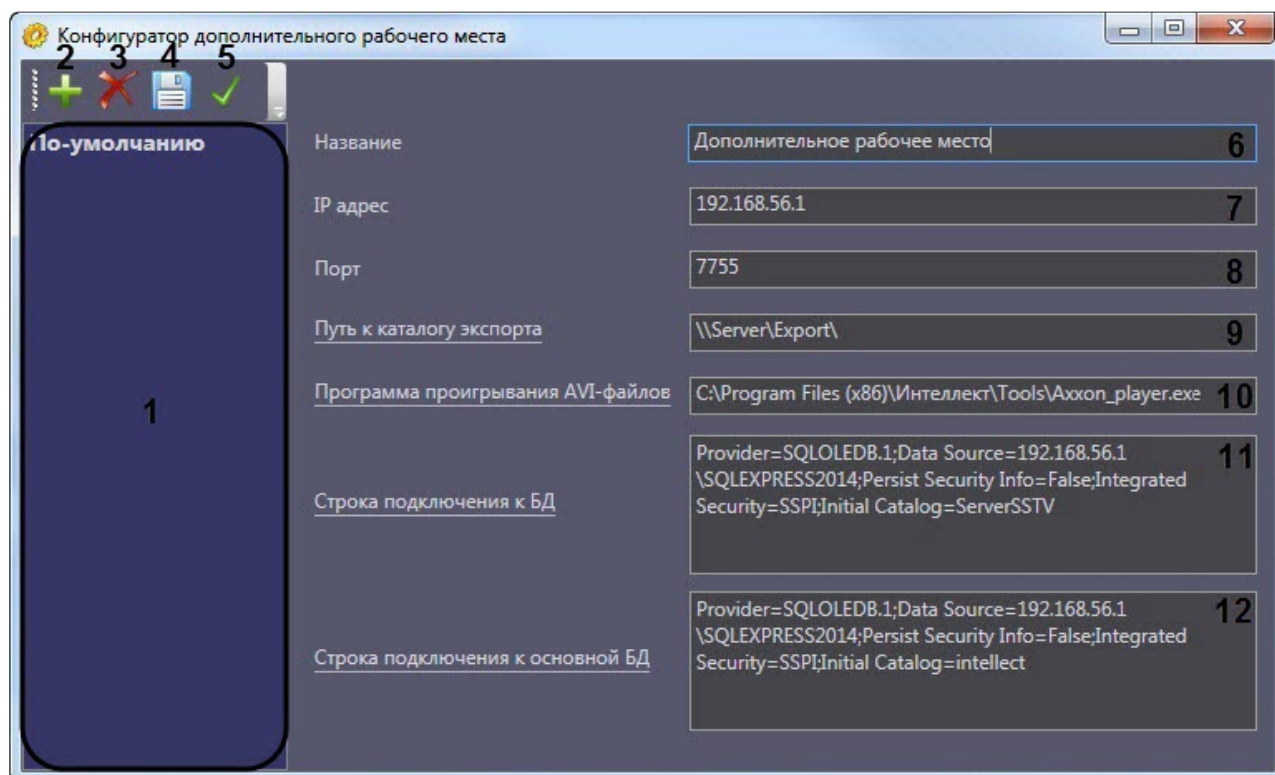 Конфигуратор дополнительного рабочего места
2 3 4 5
По-умолчанию
1
Название
Дополнительное рабочее место
6
IP адрес
192.168.56.1
7
Порт
7755
8
Путь к каталогу экспорта
\\Server\Export\
9
Программа проигрывания AVI-файлов
C:\Program Files (x86)\Интеллект\Tools\Axxon_player.exe
10
Строка подключения к БД
Provider=SQLOLEDB.1;Data Source=192.168.56.1
\SQLEXPRESS2014;Persist Security Info=False;Integrated
Security=SSPI;Initial Catalog=ServerSSTV
11
Строка подключения к основной БД
Provider=SQLOLEDB.1;Data Source=192.168.56.1
\SQLEXPRESS2014;Persist Security Info=False;Integrated
Security=SSPI;Initial Catalog=intellect
12